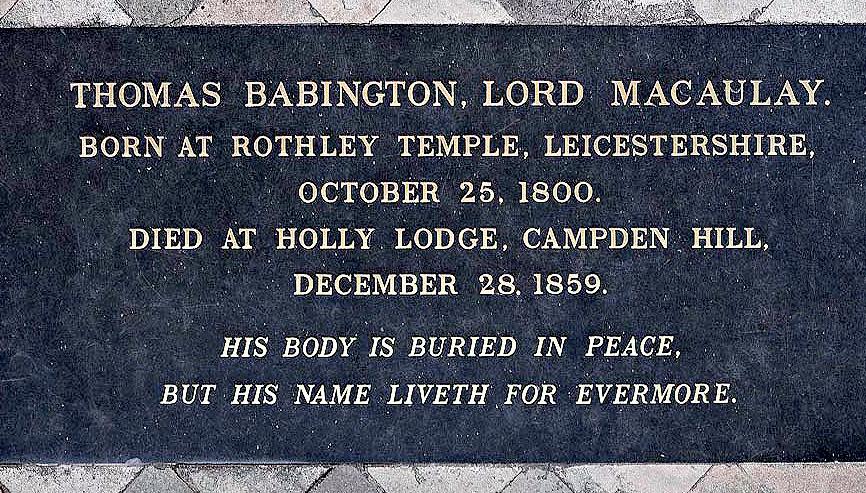 THOMAS BABINGTON, LORD MACAULAY.
BORN AT ROTHLEY TEMPLE, LEICESTERSHIRE,
OCTOBER 25, 1800.
DIED AT HOLLY LODGE, CAMPDEN HILL,
DECEMBER 28, 1859.
HIS BODY IS BURIED IN PEACE,
BUT HIS NAME LIVETH FOR EVERMORE.